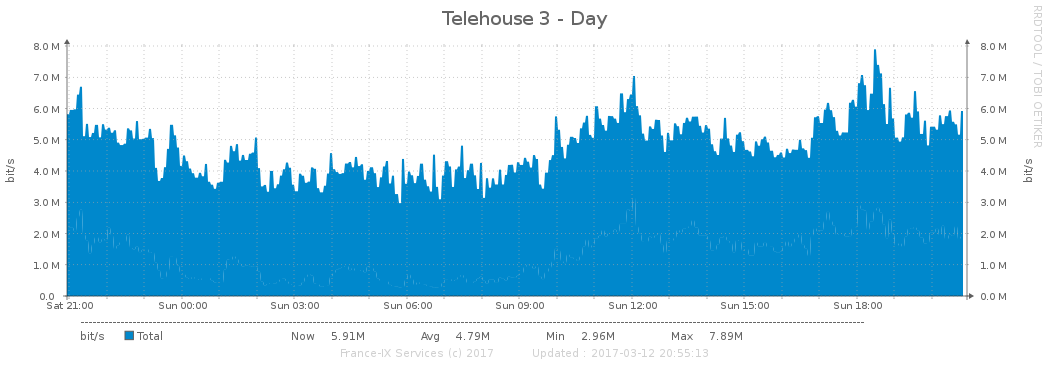 Telehouse 3 - Day
RRDTOOL / TOBI OETIKER
bit/s
8.0 M
7.0 M
6.0 M
5.0 M
4.0 M
3.0 M
2.0 M
1.0 M
0.0
8.0 M
7.0 M
6.0 M
5.0 M
4.0 M
3.0 M
2.0 M
1.0 M
0.0 M
bit/s
Sat 21:00 Sun 00:00 Sun 03:00 Sun 06:00 Sun 09:00 Sun 12:00 Sun 15:00 Sun 18:00
bit/s Total Now 5.91M Avg 4.79M Min 2.96M Max 7.89M
France-IX Services (c) 2017 Updated : 2017-03-12 20:55:13